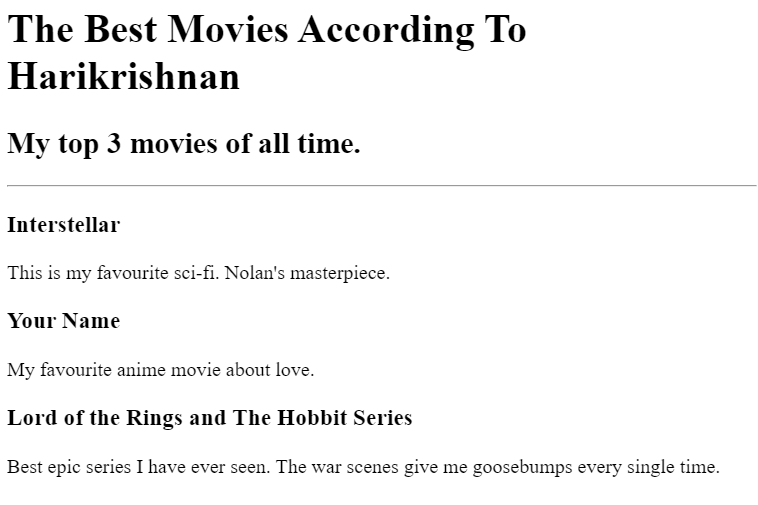 The Best Movies According To
Harikrishnan
My top 3 movies of all time.
Interstellar
This is my favourite sci-fi. Nolan's masterpiece.
Your Name
My favourite anime movie about love.
Lord of the Rings and The Hobbit Series
Best epic series I have ever seen. The war scenes give me goosebumps every single time.